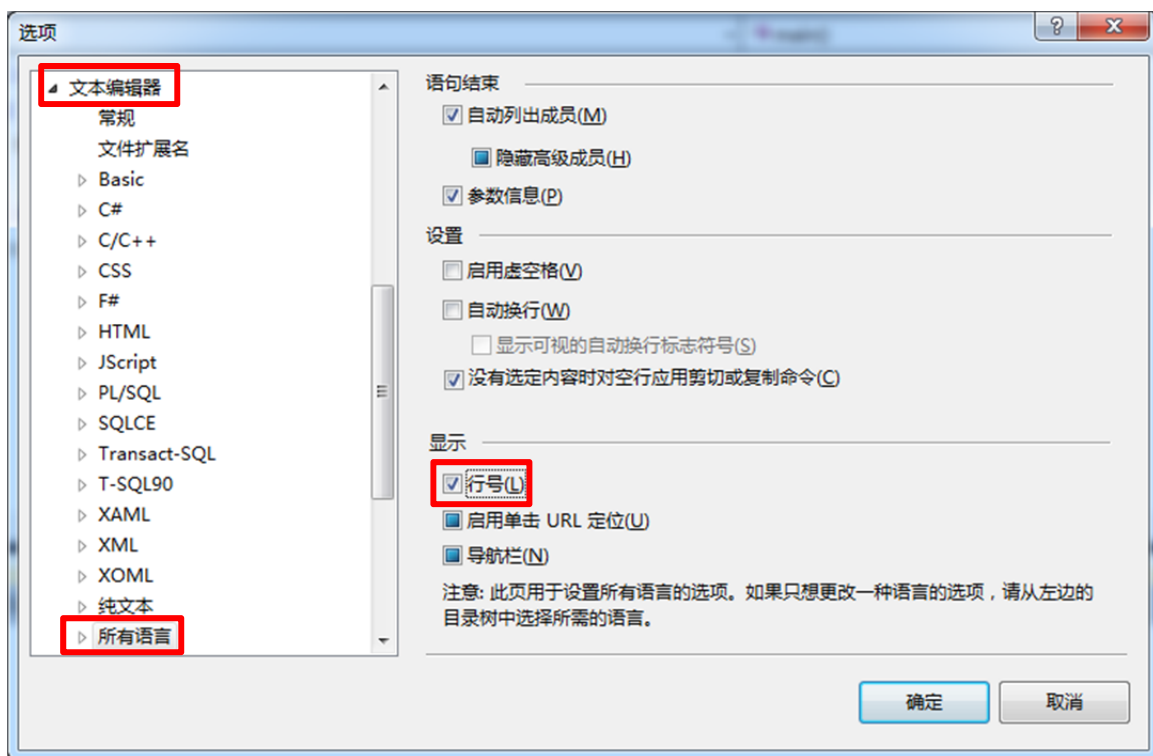 选项
文本编辑器
常规
文件扩展名
Basic
C#
C/C++
CSS
F#
HTML
JScript
PL/SQL
SQLCE
Transact-SQL
T-SQL90
XAML
XML
XOML
纯文本
所有语言
语句结束
自动列出成员(M)
隐藏高级成员(H)
参数信息(P)
设置
启用虚空格(V)
自动换行(W)
显示可视的自动换行标志符号(S)
没有选定内容时对空行应用剪切或复制命令(C)
显示
行号(L)
启用单击 URL 定位(U)
导航栏(N)
注意: 此页用于设置所有语言的选项。如果只想更改一种语言的选项，请从左边的
目录树中选择所需的语言。
确定
取消